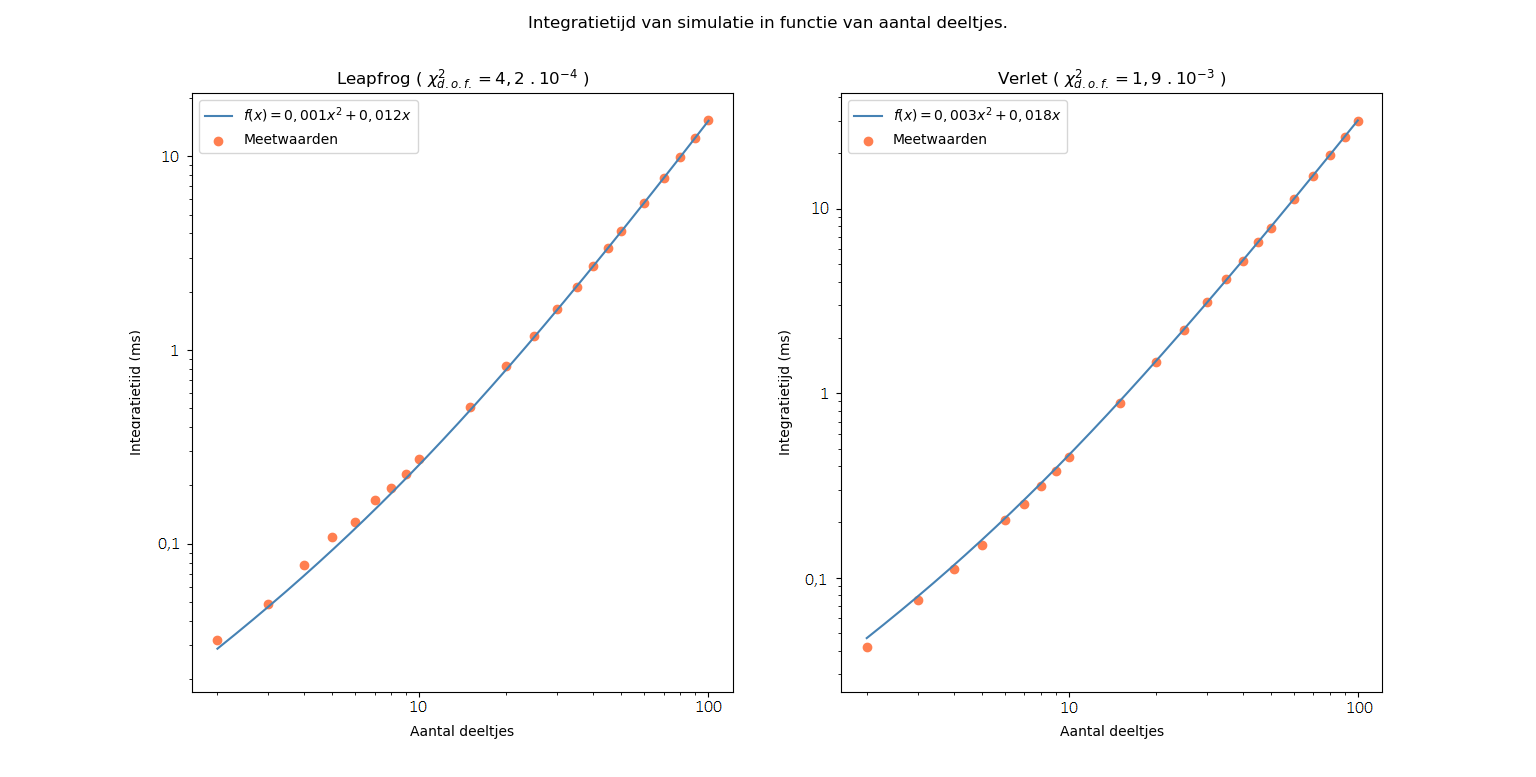 Integratietijd van simulatie in functie van aantal deeltjes.
Leapfrog ( χ²d.o.f. = 4,2 . 10⁻⁴ )
f(x) = 0,001x² + 0,012x
Meetwaarden
10
1
0,1
Integratietijd (ms)
10
100
Aantal deeltjes
Verlet ( χ²d.o.f. = 1,9 . 10⁻³ )
f(x) = 0,003x² + 0,018x
Meetwaarden
10
1
0,1
Integratietijd (ms)
10
100
Aantal deeltjes